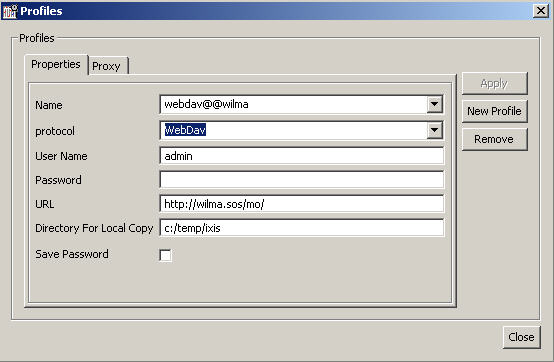 Profiles
Profiles
Properties Proxy
Apply
Name webdav@@wilma
New Profile
protocol WebDav
Remove
User Name admin
Password
URL http://wilma.sos/mo/
Directory For Local Copy c:/temp/ixis
Save Password
Close